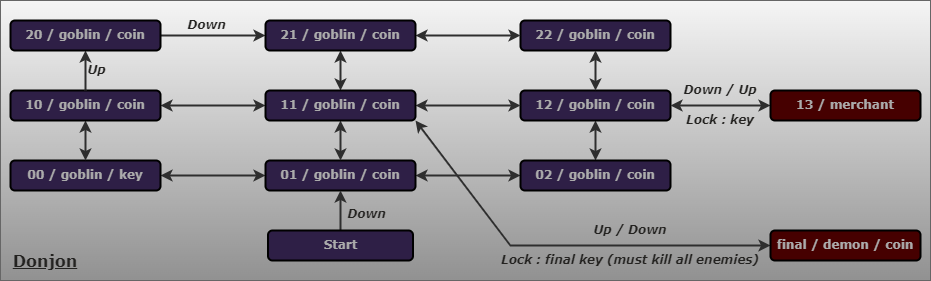 20 / goblin / coin
Down
21 / goblin / coin
22 / goblin / coin
Up
10 / goblin / coin
11 / goblin / coin
12 / goblin / coin
Down / Up
Lock : key
13 / merchant
00 / goblin / key
01 / goblin / coin
02 / goblin / coin
Down
Start
Up / Down
Lock : final key (must kill all enemies)
final / demon / coin
Donjon